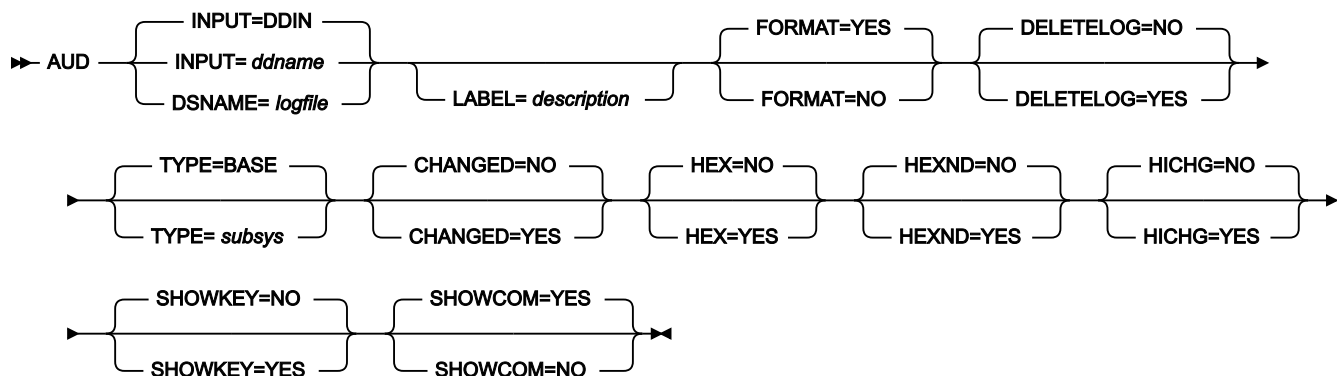 INPUT=DDIN
AUD
INPUT= ddname
DSNAME= logfile
LABEL= description
FORMAT=YES
FORMAT=NO
DELETELOG=NO
DELETELOG=YES
TYPE=BASE
TYPE= subsys
CHANGED=NO
CHANGED=YES
HEX=NO
HEX=YES
HEXND=NO
HEXND=YES
HICHG=NO
HICHG=YES
SHOWKEY=NO
SHOWKEY=YES
SHOWCOM=YES
SHOWCOM=NO